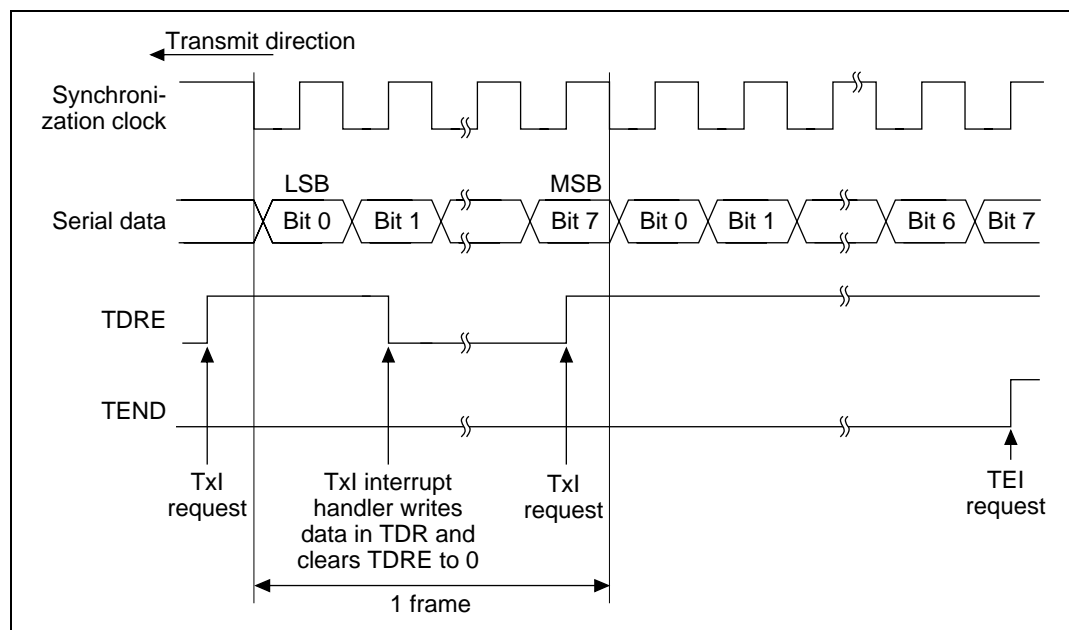 Transmit direction
Synchroni-
zation clock
LSB
MSB
Serial data
Bit 0
Bit 1
Bit 7
Bit 0
Bit 1
Bit 6
Bit 7
TDRE
TEND
TxI
request
TxI interrupt
handler writes
data in TDR and
clears TDRE to 0
TxI
request
TEI
request
1 frame